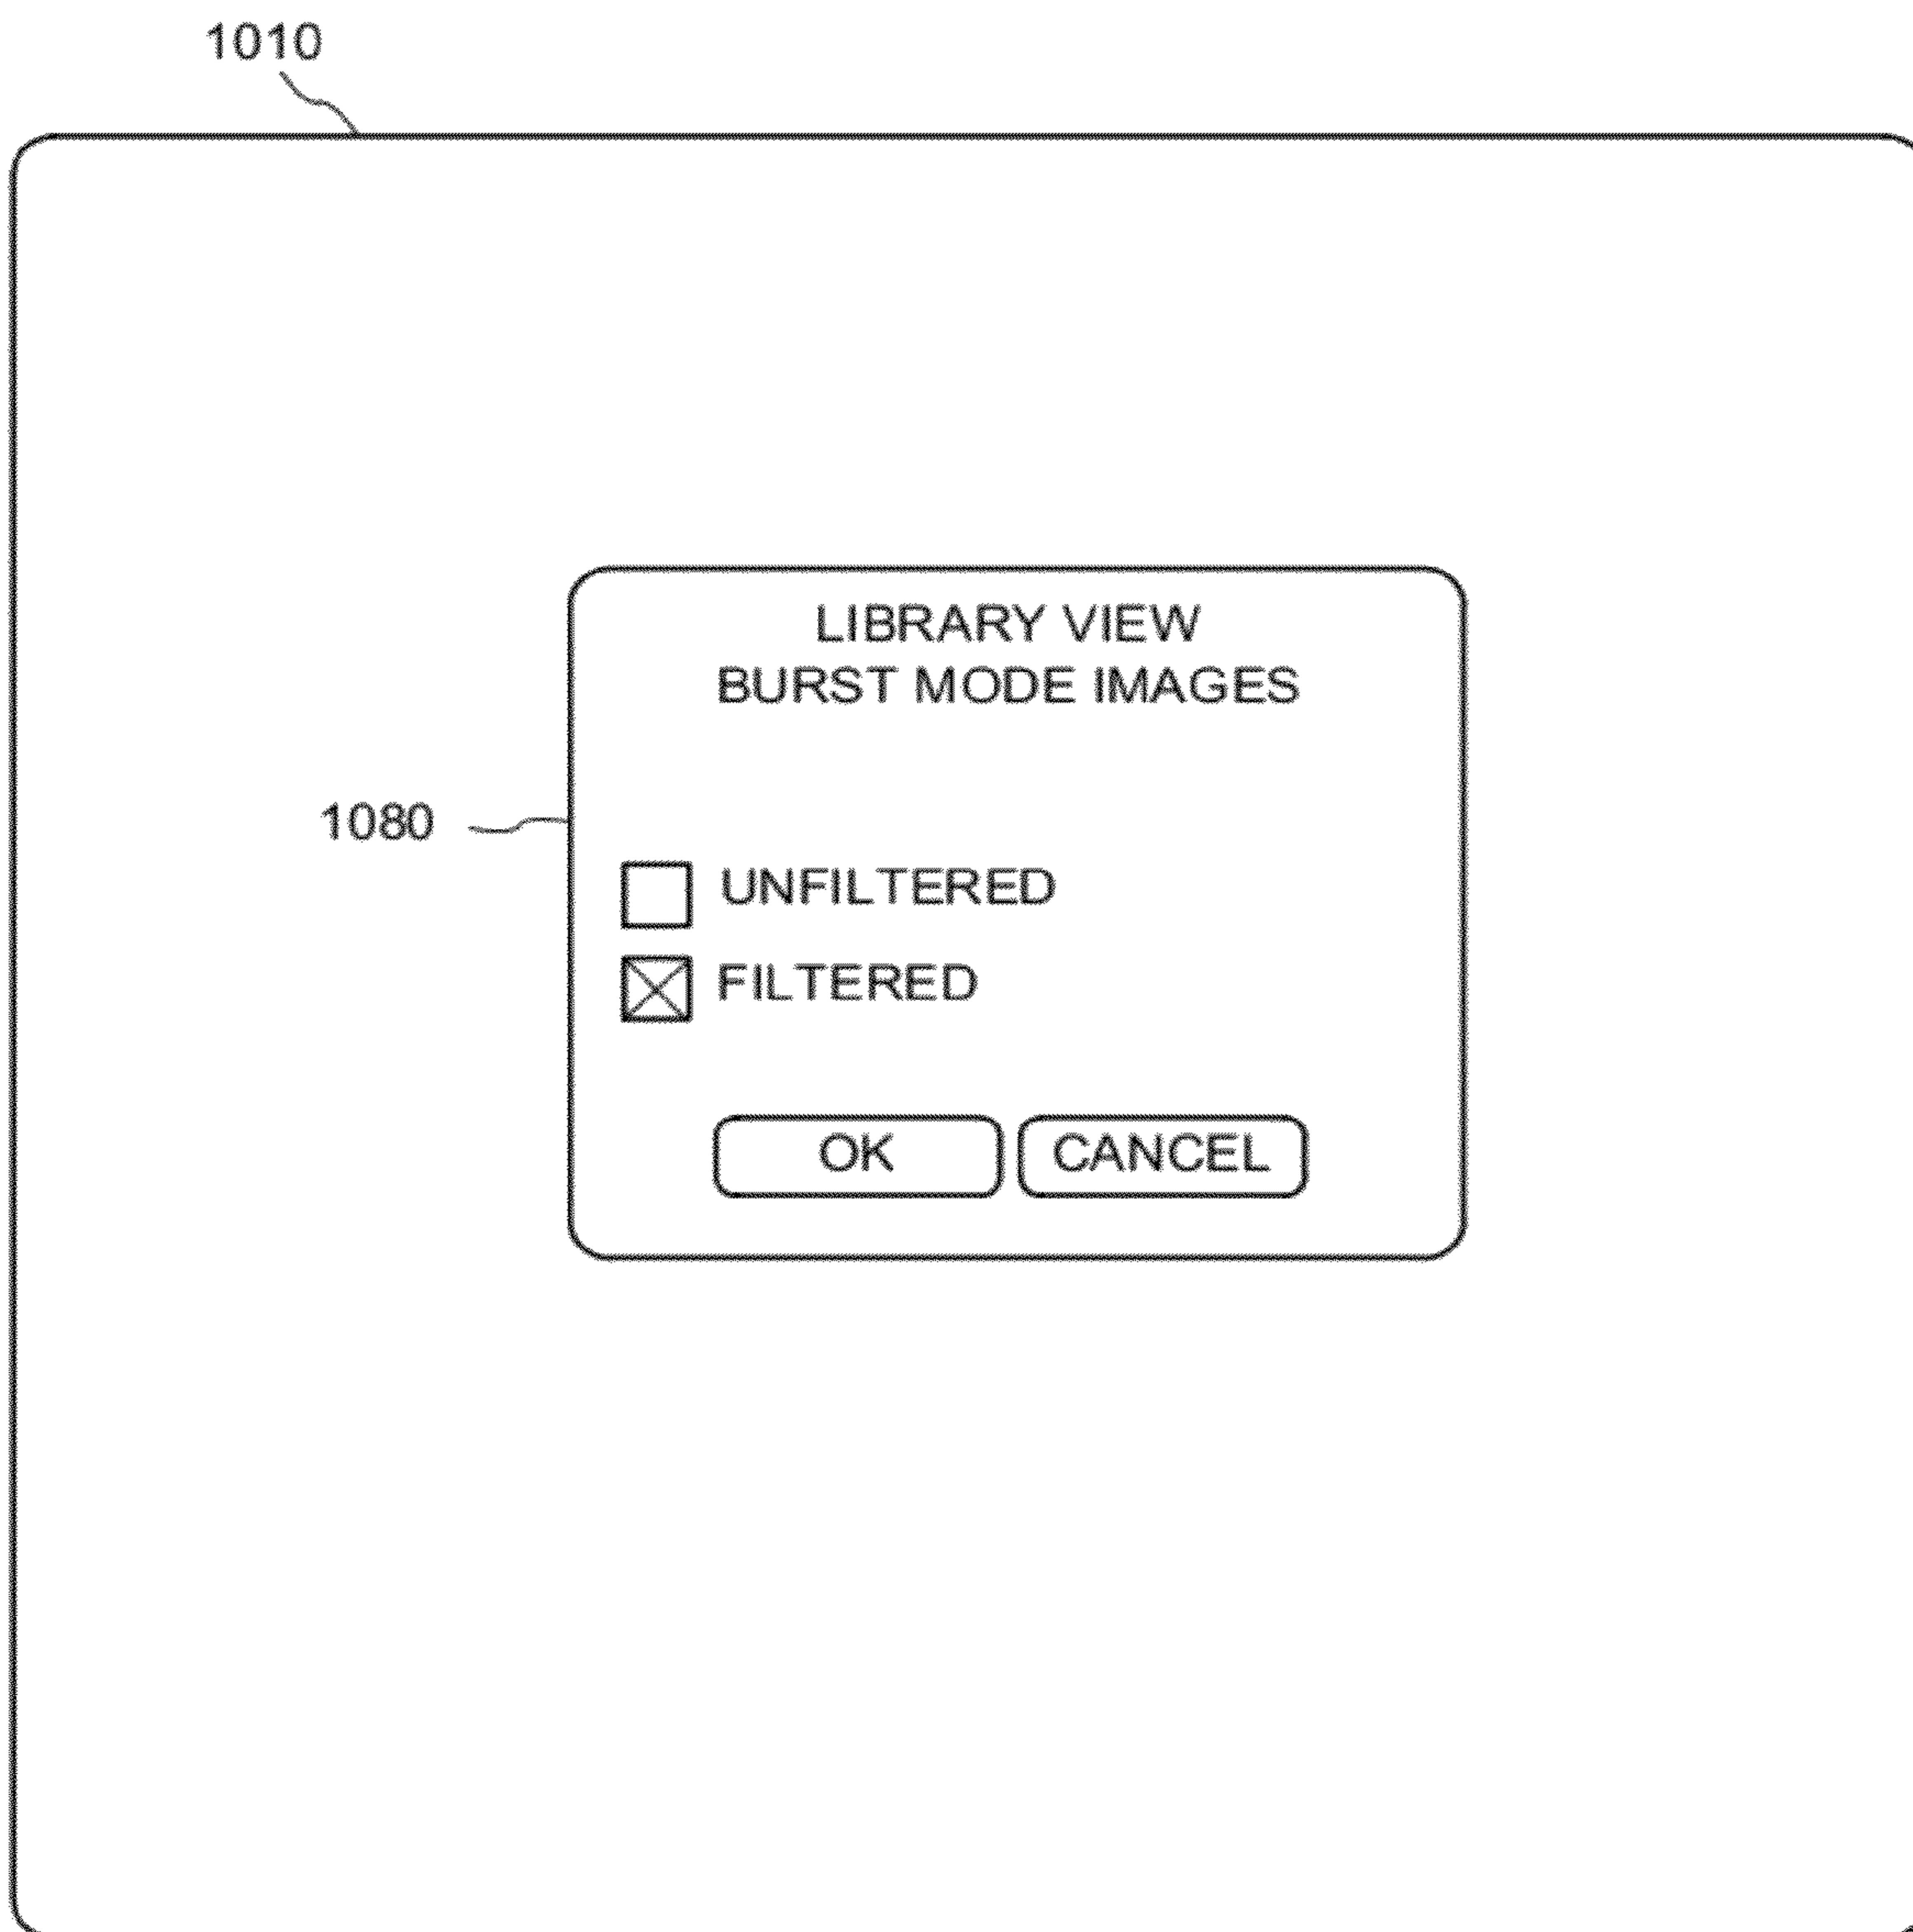 1010
LIBRARY VIEW
BURST MODE IMAGES
1080
UNFILTERED
FILTERED
OK
CANCEL